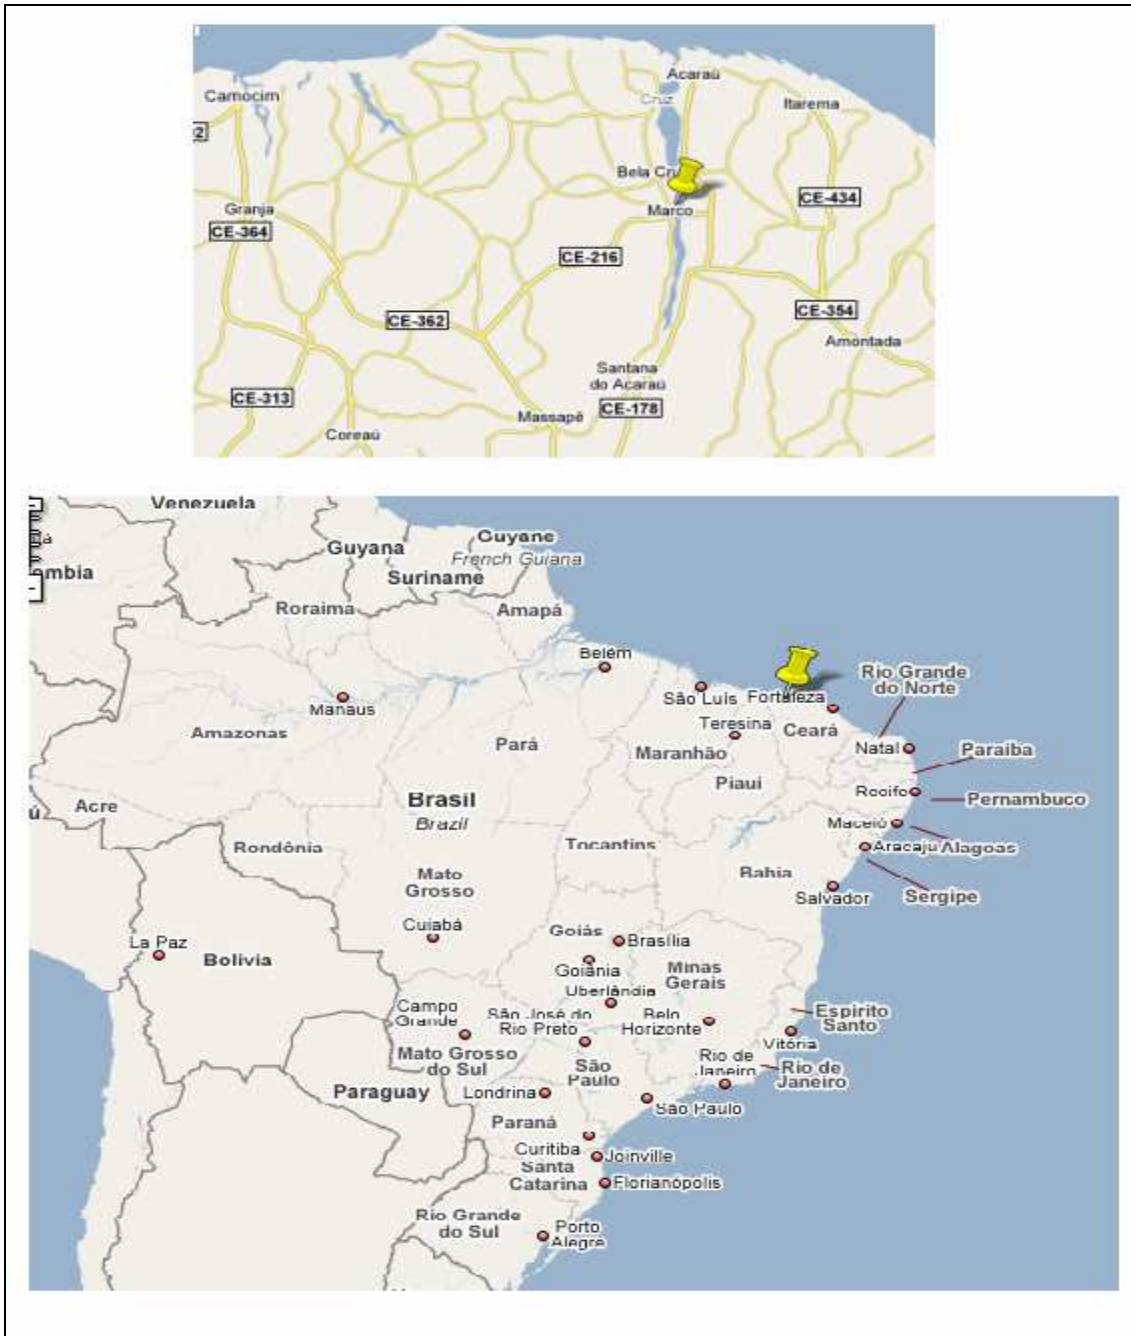 Acaraú
Camocim
Cruz
Itarema
2
Bela Cru
CE-434
Granja
Marco
CE-364
CE-216
CE-362
CE-354
Amontada
Santana
do Acaraú
CE-313
Massapê
CE-178
Coreaú
Venezuela
Guyane
Guyana
French Guiana
ombia
Suriname
Roraima
Amapá
Belém
Rio Grande
do Norte
São Luís
Fortaleza
Manaus
Teresina
Ceará
Amazonas
Pará
Maranhão
Natal
Paraíba
Piauí
Recife
Pernambuco
Acre
Brasil
Brazil
Maceió
Rondônia
Tocantins
Aracaju
Alagoas
Mato
Grosso
Bahia
Salvador
Sergipe
Cuiabá
Goiás
Brasília
La Paz
Bolivia
Goiânia
Minas
Gerais
Uberlândia
Campo
Grande
São José do
Rio Preto
Belo
Horizonte
Espírito
Santo
Vitória
Mato Grosso
do Sul
São
Paulo
Rio de
Janeiro
Rio de
Janeiro
Paraguay
Londrina
São Paulo
Paraná
Curitiba
Joinville
Santa
Catarina
Florianópolis
Rio Grande
do Sul
Porto
Alegre